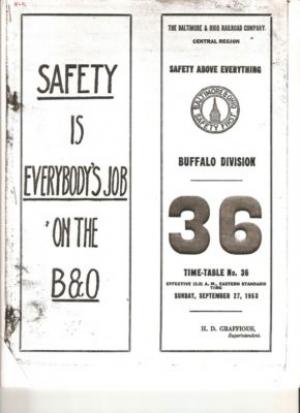 SAFETY
IS
EVERYBODY'S JOB
ON THE
B&O
THE BALTIMORE & OHIO RAILROAD COMPANY
CENTRAL REGION
SAFETY ABOVE EVERYTHING
BALTIMORE & OHIO
SAFETY FIRST
BUFFALO DIVISION
36
TIME-TABLE No. 36
EFFECTIVE 12:01 A. M., EASTERN STANDARD
TIME
SUNDAY, SEPTEMBER 27, 1953
H. D. GRAFFIOUS,
Superintendent.